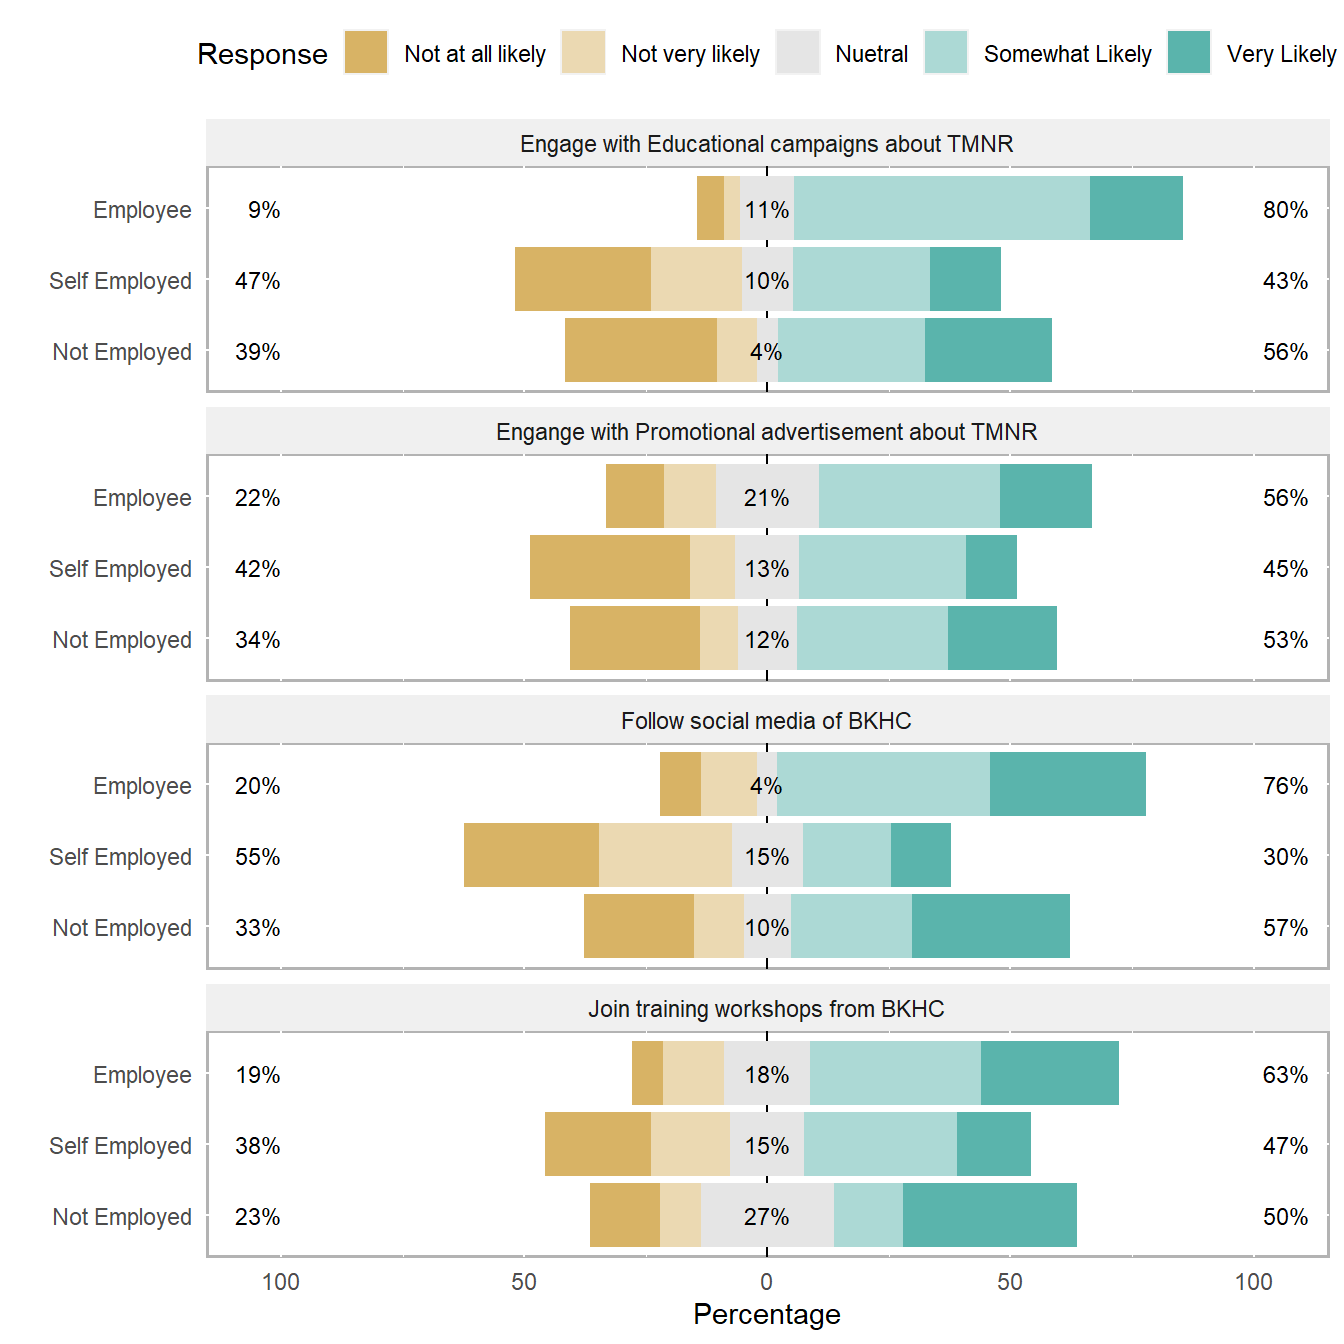 Response Not at all likely Not very likely Nuetral Somewhat Likely Very Likely
Engage with Educational campaigns about TMNR
Employee 9% 11% 80%
Self Employed 47% 10% 43%
Not Employed 39% 4% 56%
Engange with Promotional advertisement about TMNR
Employee 22% 21% 56%
Self Employed 42% 13% 45%
Not Employed 34% 12% 53%
Follow social media of BKHC
Employee 20% 4% 76%
Self Employed 55% 15% 30%
Not Employed 33% 10% 57%
Join training workshops from BKHC
Employee 19% 18% 63%
Self Employed 38% 15% 47%
Not Employed 23% 27% 50%
100 50 0 50 100
Percentage